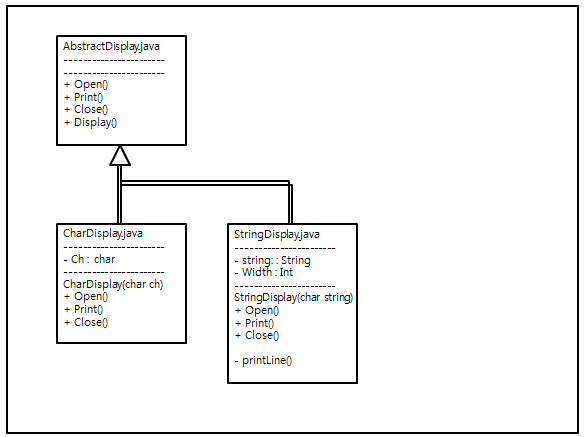 AbstractDisplay.java
-----------------------
-----------------------
+ Open()
+ Print()
+ Close()
+ Display()
CharDisplay.java
-----------------------
- Ch : char
-----------------------
CharDisplay(char ch)
+ Open()
+ Print()
+ Close()
StringDisplay.java
-----------------------
- string: : String
- Width : Int
-----------------------
StringDisplay(char string)
+ Open()
+ Print()
+ Close()
- printLine()